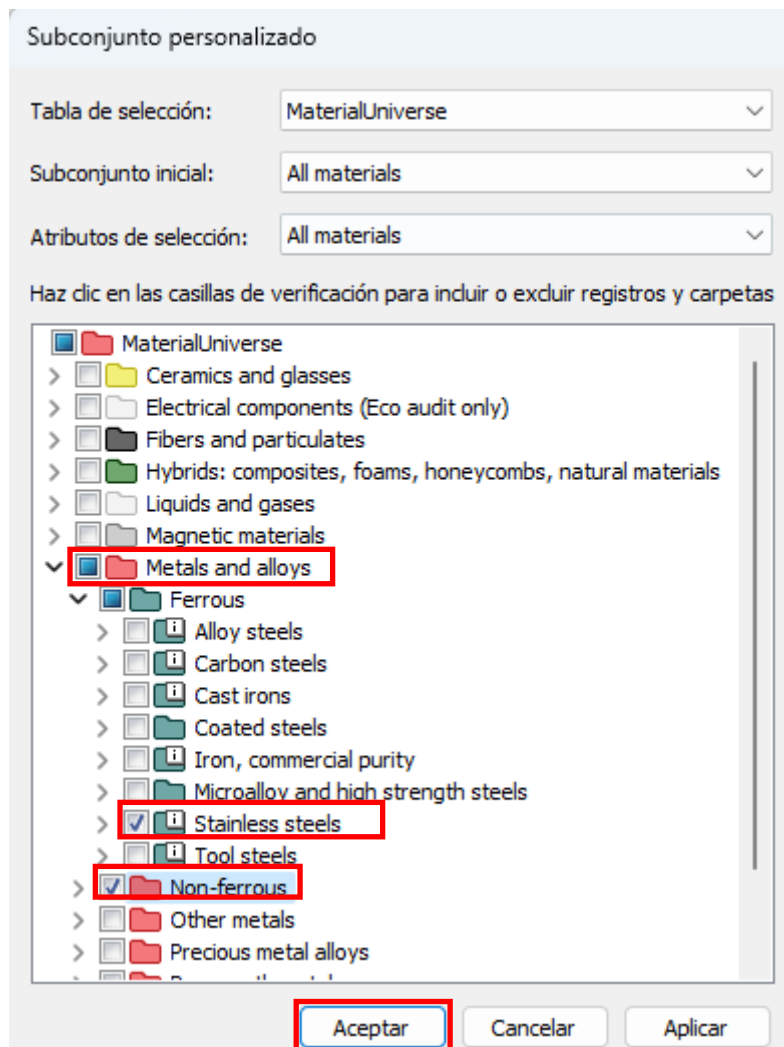 Subconjunto personalizado
Tabla de selección: MaterialUniverse
Subconjunto inicial: All materials
Atributos de selección: All materials
Haz clic en las casillas de verificación para incluir o excluir registros y carpetas
MaterialUniverse
Ceramics and glasses
Electrical components (Eco audit only)
Fibers and particulates
Hybrids: composites, foams, honeycombs, natural materials
Liquids and gases
Magnetic materials
Metals and alloys
Ferrous
Alloy steels
Carbon steels
Cast irons
Coated steels
Iron, commercial purity
Microalloy and high strength steels
Stainless steels
Tool steels
Non-ferrous
Other metals
Precious metal alloys
Aceptar Cancelar Aplicar